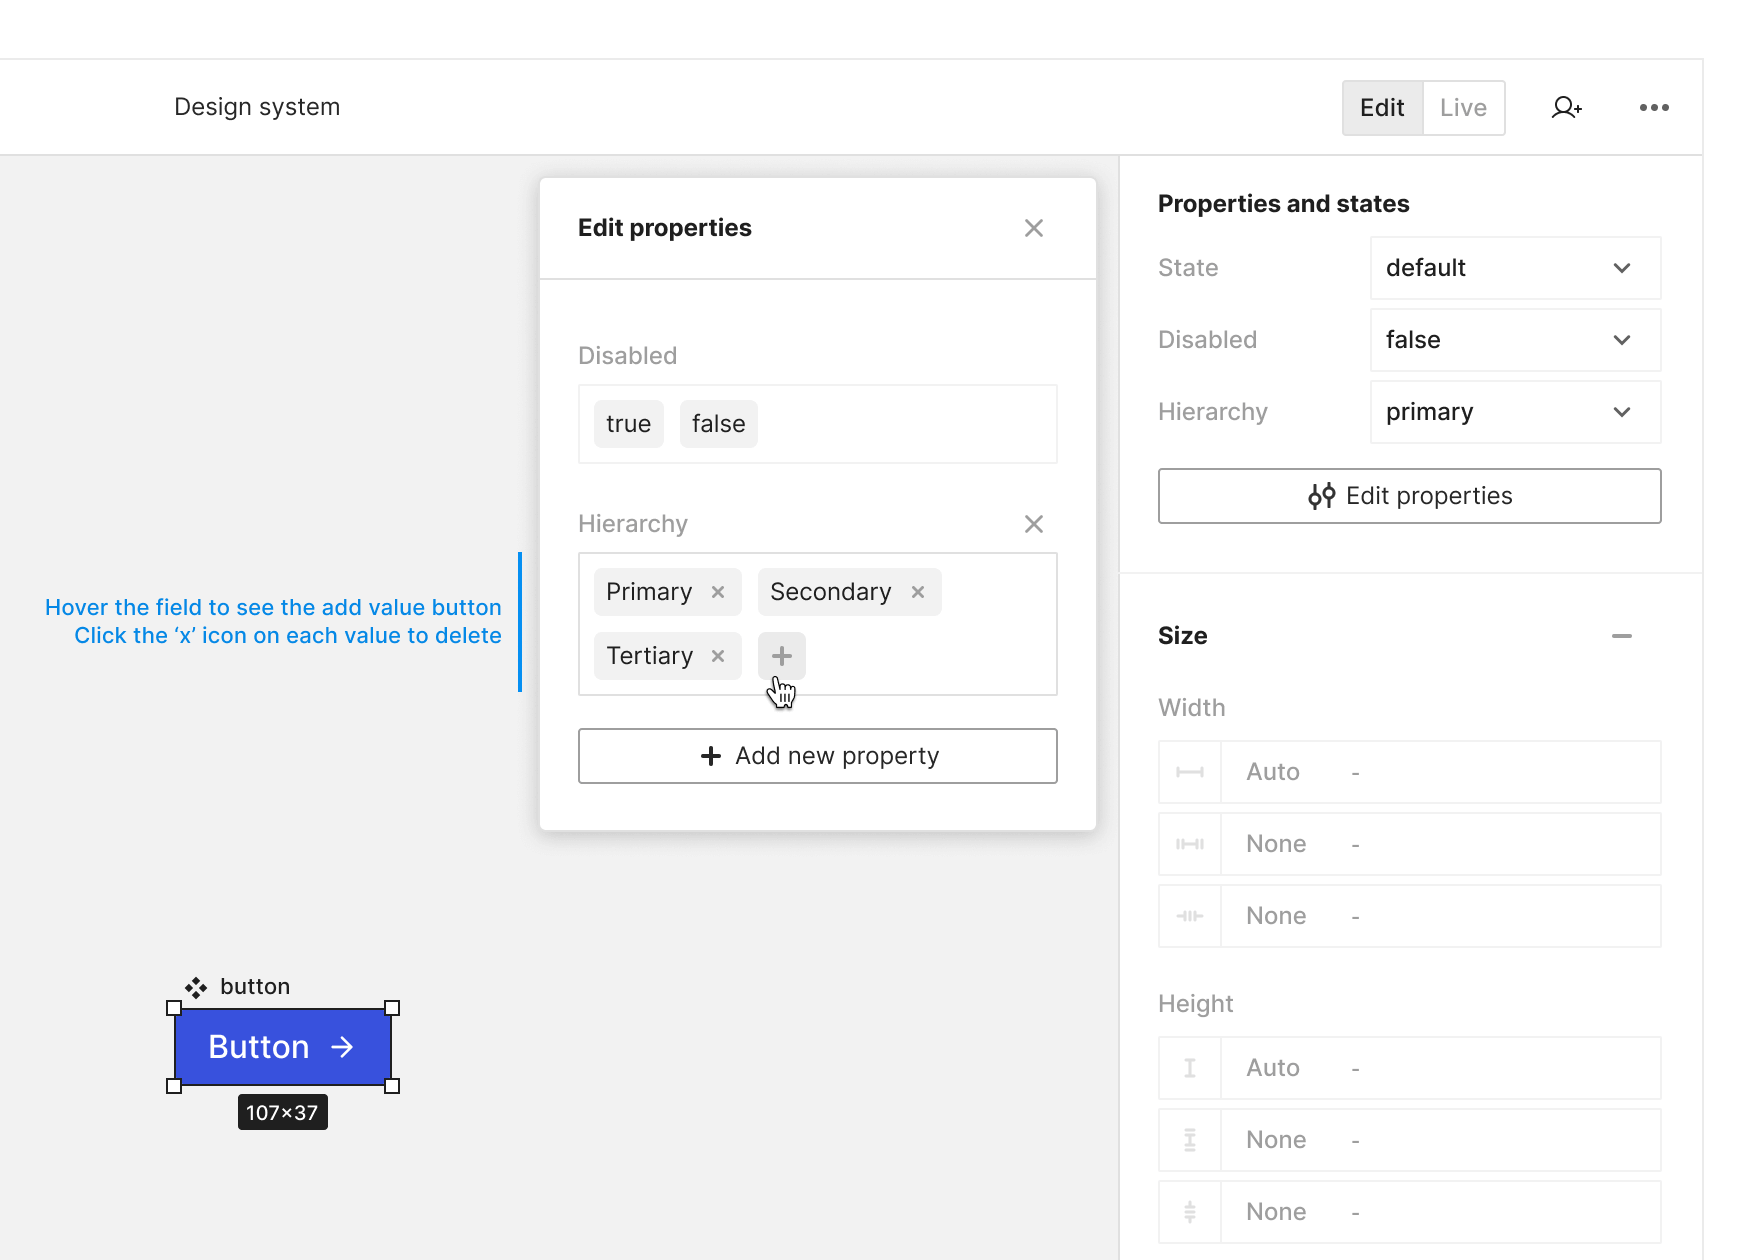 Design system
Edit
Live
Edit properties
Disabled
true
false
Hierarchy
Primary
Secondary
Tertiary
Add new property
Hover the field to see the add value button
Click the ‘x’ icon on each value to delete
button
Button
107×37
Properties and states
State
default
Disabled
false
Hierarchy
primary
Edit properties
Size
Width
Auto -
None -
None -
Height
Auto -
None -
None -